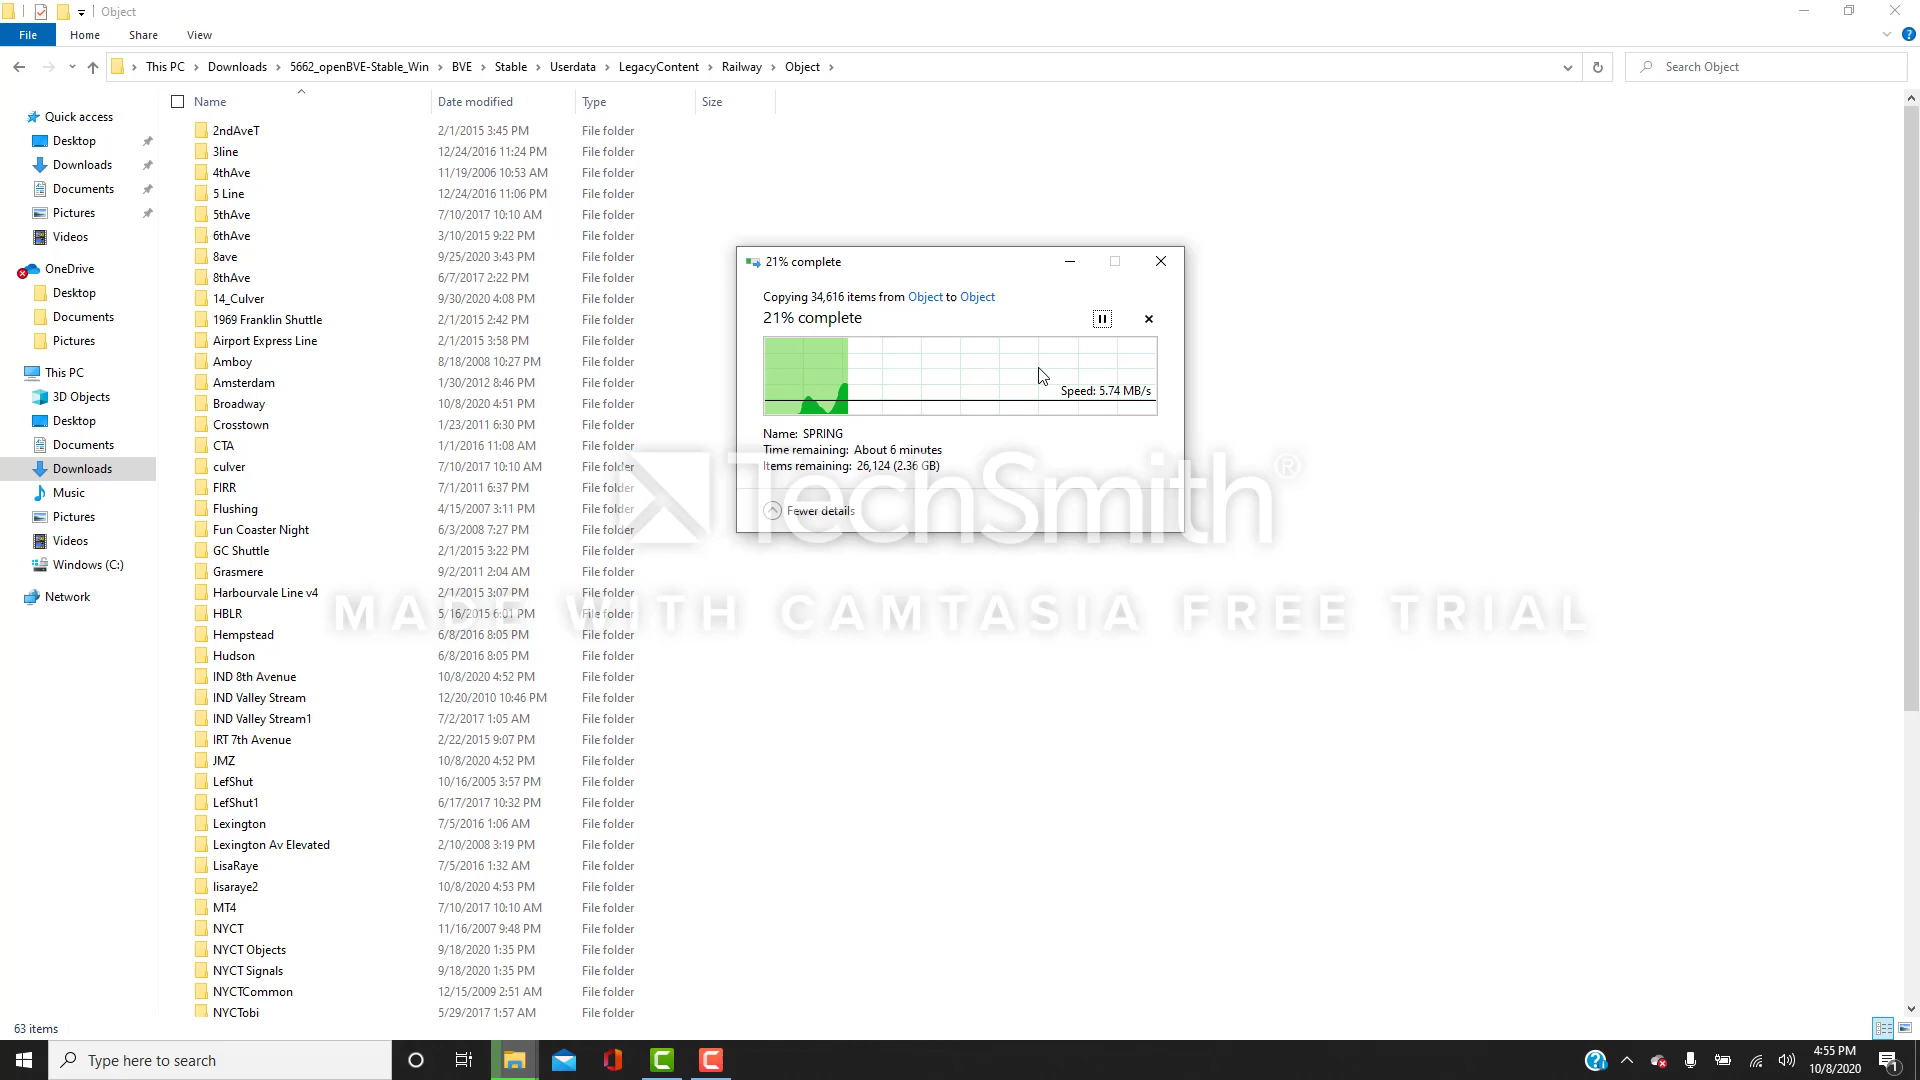 Object
File Home Share View
This PC Downloads 5662_openBVE-Stable_Win BVE Stable Userdata LegacyContent Railway Object
Search Object
Name Date modified Type Size
Quick access
Desktop
Downloads
Documents
Pictures
Videos
OneDrive
Desktop
Documents
Pictures
This PC
3D Objects
Desktop
Documents
Downloads
Music
Pictures
Videos
Windows (C:)
Network
2ndAveT 2/1/2015 3:45 PM File folder
3line 12/24/2016 11:24 PM File folder
4thAve 11/19/2006 10:53 AM File folder
5 Line 12/24/2016 11:06 PM File folder
5thAve 7/10/2017 10:10 AM File folder
6thAve 3/10/2015 9:22 PM File folder
8ave 9/25/2020 3:43 PM File folder
8thAve 6/7/2017 2:22 PM File folder
14_Culver 9/30/2020 4:08 PM File folder
1969 Franklin Shuttle 2/1/2015 2:42 PM File folder
Airport Express Line 2/1/2015 3:58 PM File folder
Amboy 8/18/2008 10:27 PM File folder
Amsterdam 1/30/2012 8:46 PM File folder
Broadway 10/8/2020 4:51 PM File folder
Crosstown 1/23/2011 6:30 PM File folder
CTA 1/1/2016 11:08 AM File folder
culver 7/10/2017 10:10 AM File folder
FIRR 7/1/2011 6:37 PM File folder
Flushing 4/15/2007 3:11 PM File folder
Fun Coaster Night 6/3/2008 7:27 PM File folder
GC Shuttle 2/1/2015 3:22 PM File folder
Grasmere 9/2/2011 2:04 AM File folder
Harbourvale Line v4 2/1/2015 3:07 PM File folder
HBLR 5/16/2015 6:01 PM File folder
Hempstead 6/8/2016 8:05 PM File folder
Hudson 6/8/2016 8:05 PM File folder
IND 8th Avenue 10/8/2020 4:52 PM File folder
IND Valley Stream 12/20/2010 10:46 PM File folder
IND Valley Stream1 7/2/2017 1:05 AM File folder
IRT 7th Avenue 2/22/2015 9:07 PM File folder
JMZ 10/8/2020 4:52 PM File folder
LefShut 10/16/2005 3:57 PM File folder
LefShut1 6/17/2017 10:32 PM File folder
Lexington 7/5/2016 1:06 AM File folder
Lexington Av Elevated 2/10/2008 3:19 PM File folder
LisaRaye 7/5/2016 1:32 AM File folder
lisaraye2 10/8/2020 4:53 PM File folder
MT4 7/10/2017 10:10 AM File folder
NYCT 11/16/2007 9:48 PM File folder
NYCT Objects 9/18/2020 1:35 PM File folder
NYCT Signals 9/18/2020 1:35 PM File folder
NYCTCommon 12/15/2009 2:51 AM File folder
NYCTobi 5/29/2017 1:57 AM File folder
21% complete
Copying 34,616 items from Object to Object
21% complete
Speed: 5.74 MB/s
Name: SPRING
Time remaining: About 6 minutes
Items remaining: 26,124 (2.36 GB)
Fewer details
TechSmith®
MADE WITH CAMTASIA FREE TRIAL
63 items
Type here to search
4:55 PM
10/8/2020
1